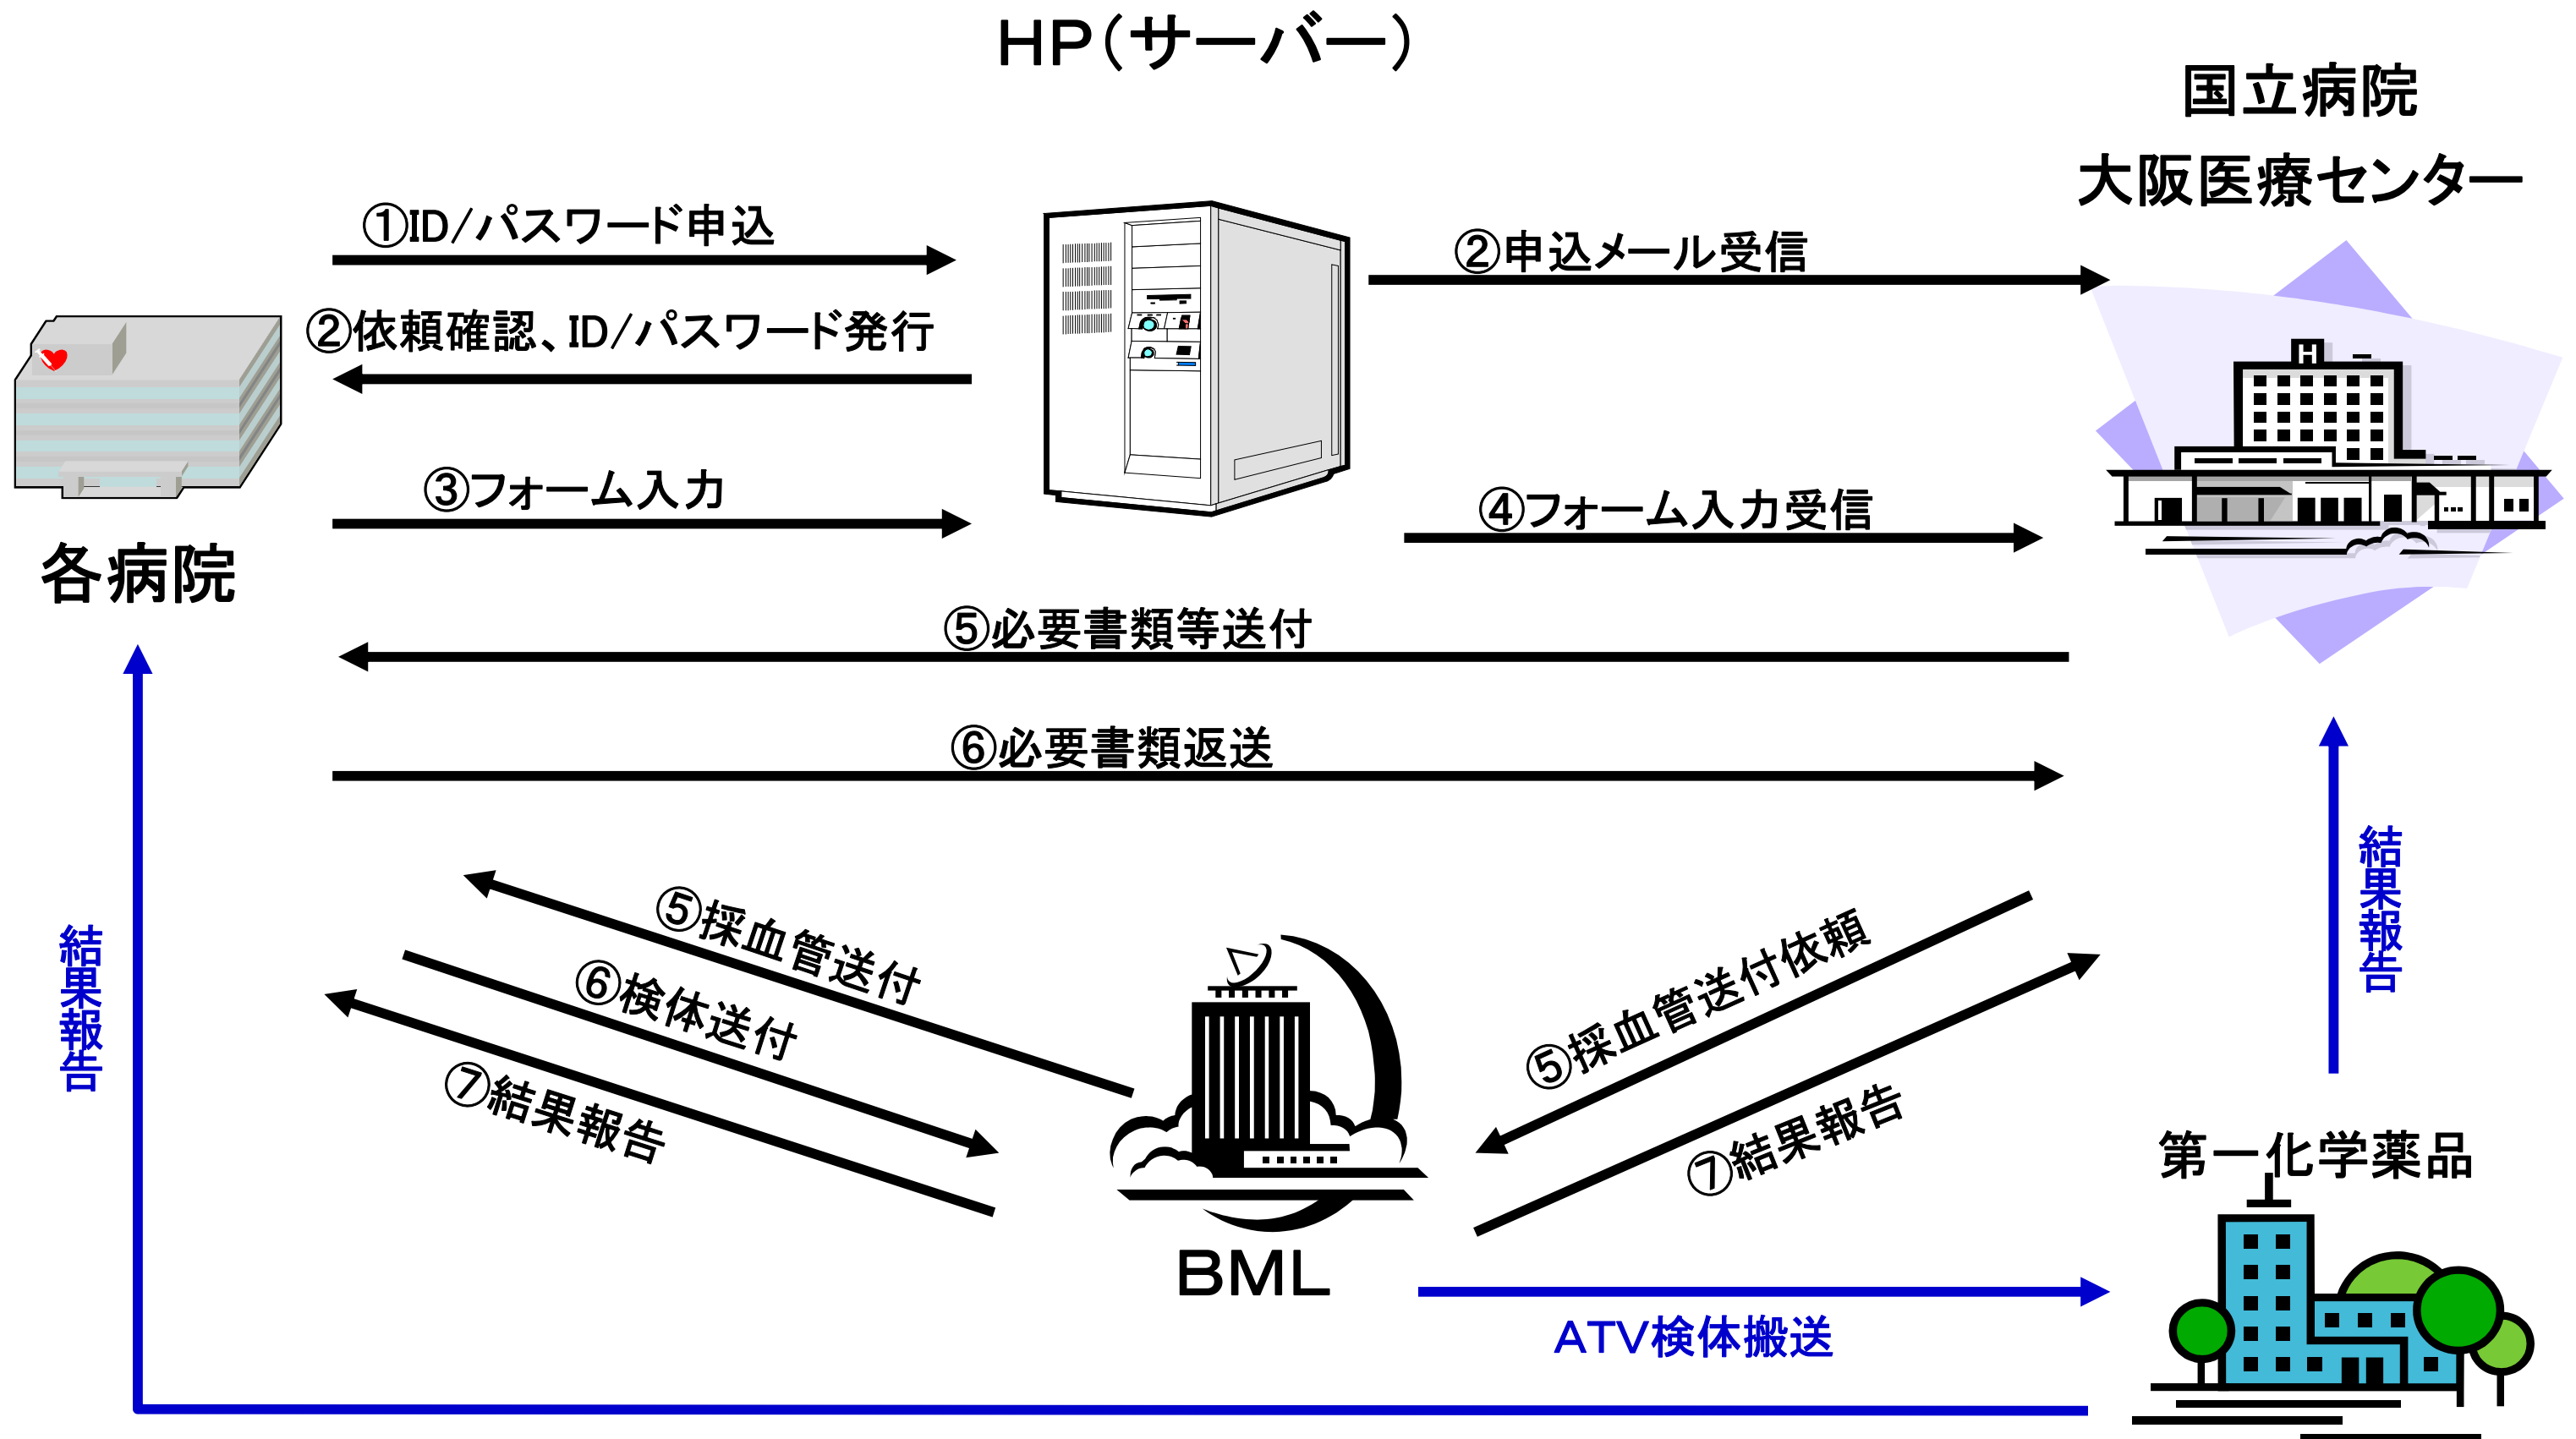 HP（サーバー）
国立病院
大阪医療センター
①ID/パスワード申込
②申込メール受信
②依頼確認、ID/パスワード発行
③フォーム入力
④フォーム入力受信
各病院
⑤必要書類等送付
⑥必要書類返送
⑤採血管送付
⑥検体送付
⑦結果報告
⑤採血管送付依頼
⑦結果報告
結果報告
結果報告
第一化学薬品
BML
ATV検体搬送
H